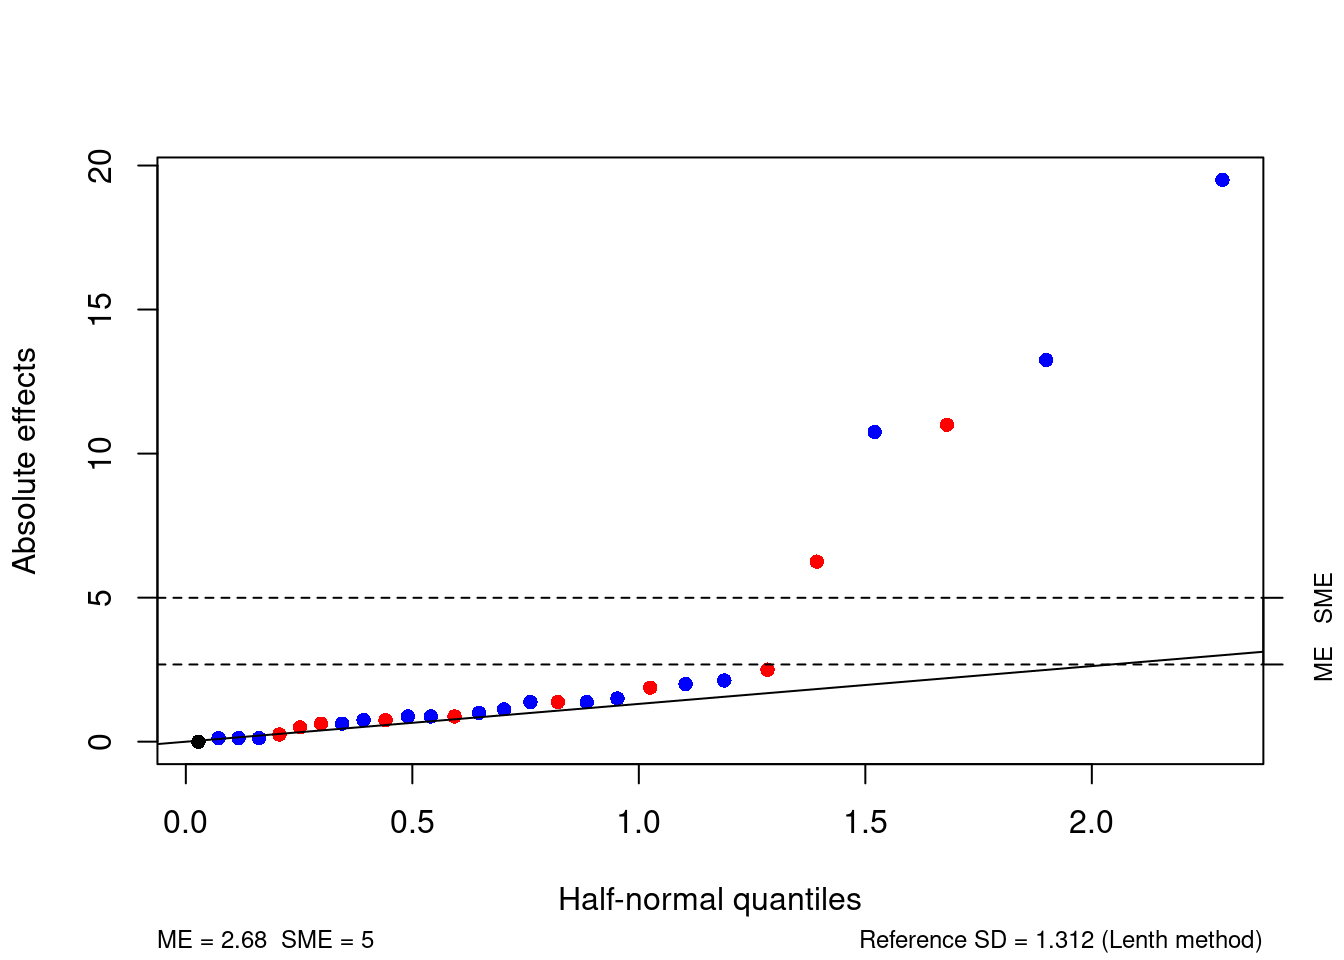 20
15
10
5
0
Absolute effects
SME
ME
0.0 0.5 1.0 1.5 2.0
Half-normal quantiles
ME = 2.68 SME = 5
Reference SD = 1.312 (Lenth method)